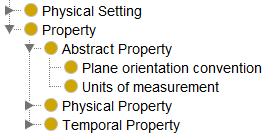 Physical Setting
Property
Abstract Property
Plane orientation convention
Units of measurement
Physical Property
Temporal Property